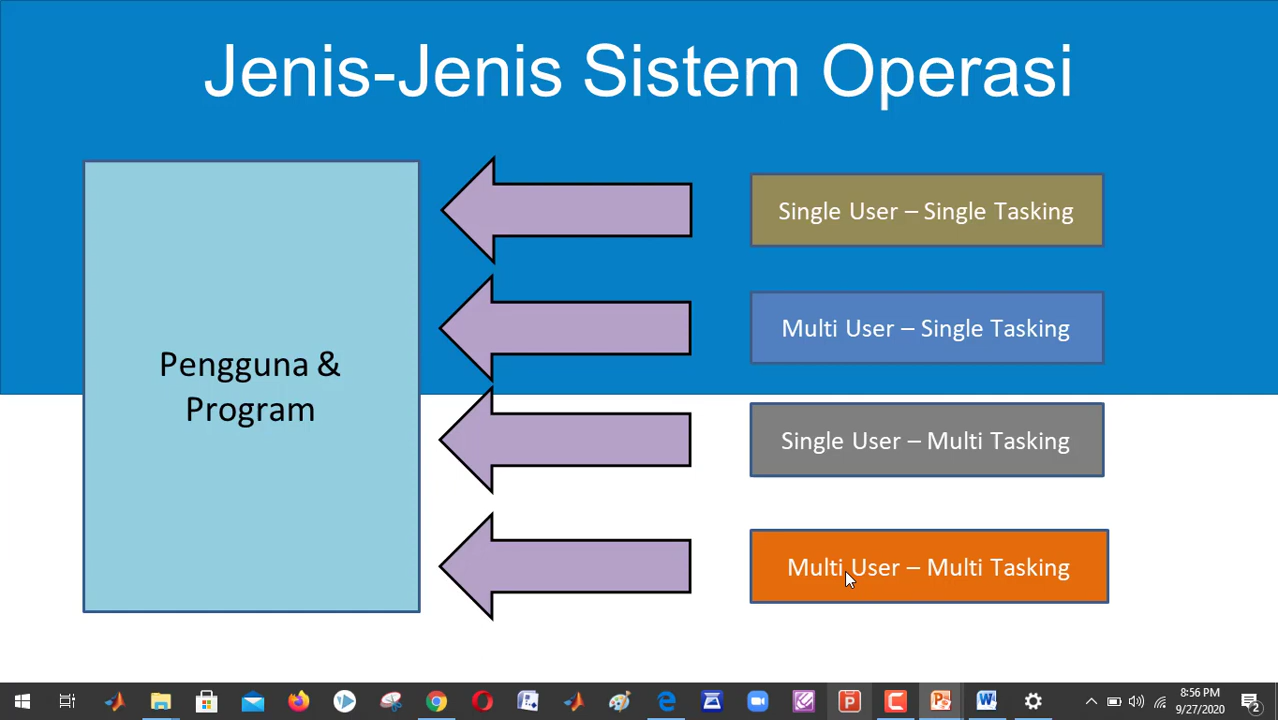 Jenis-Jenis Sistem Operasi
Pengguna &
Program
Single User – Single Tasking
Multi User – Single Tasking
Single User – Multi Tasking
Multi User – Multi Tasking
8:56 PM
9/27/2020
2